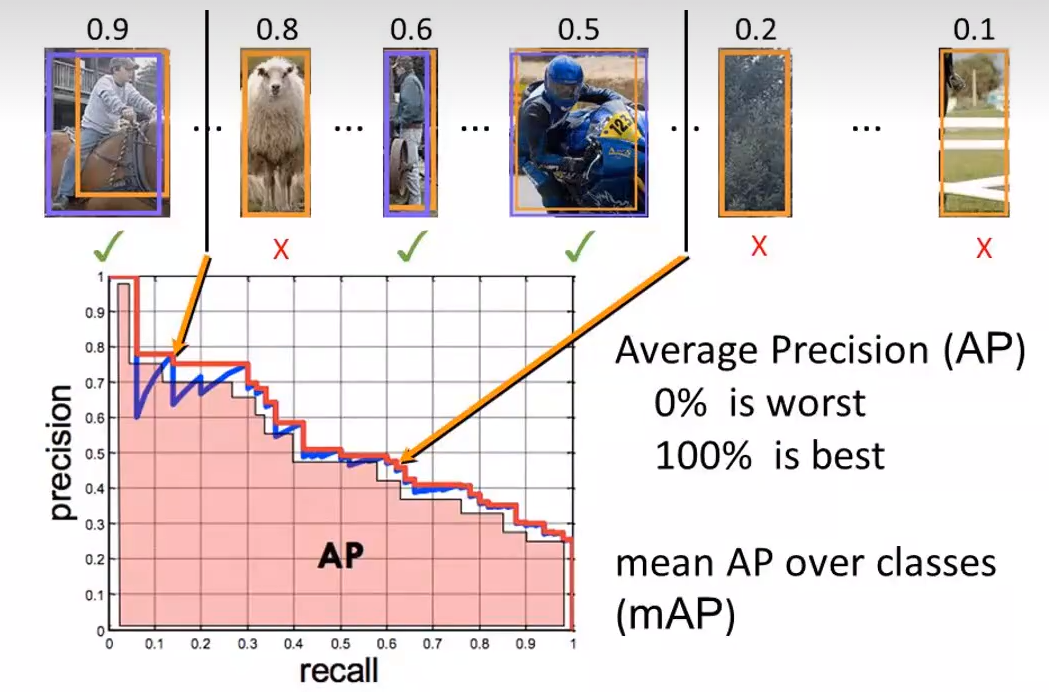 0.9 0.8 0.6 0.5 0.2 0.1
... ... ... ... ...
123
✓ X ✓ ✓ X X
1
0.9
0.8
0.7
0.6
0.5
0.4
0.3
0.2
0.1
0
precision
AP
0 0.1 0.2 0.3 0.4 0.5 0.6 0.7 0.8 0.9 1
recall
Average Precision (AP)
0% is worst
100% is best
mean AP over classes
(mAP)